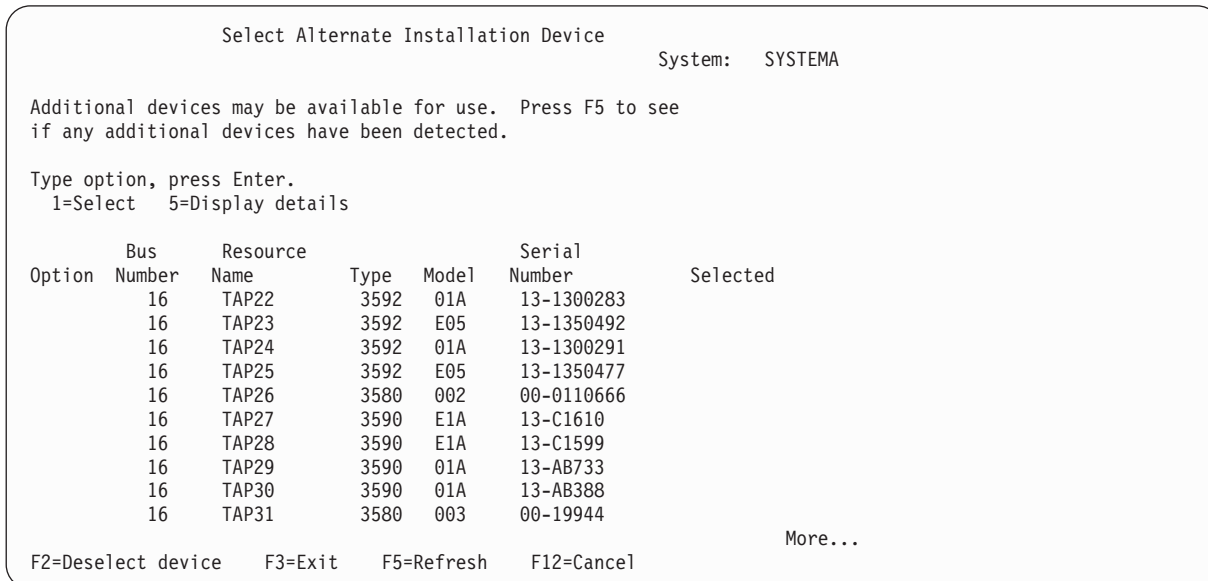 Select Alternate Installation Device
System: SYSTEMA
Additional devices may be available for use. Press F5 to see
if any additional devices have been detected.
Type option, press Enter.
1=Select 5=Display details
Bus Resource Serial
Option Number Name Type Model Number Selected
16 TAP22 3592 01A 13-1300283
16 TAP23 3592 E05 13-1350492
16 TAP24 3592 01A 13-1300291
16 TAP25 3592 E05 13-1350477
16 TAP26 3580 002 00-0110666
16 TAP27 3590 E1A 13-C1610
16 TAP28 3590 E1A 13-C1599
16 TAP29 3590 01A 13-AB733
16 TAP30 3590 01A 13-AB388
16 TAP31 3580 003 00-19944
More...
F2=Deselect device F3=Exit F5=Refresh F12=Cancel